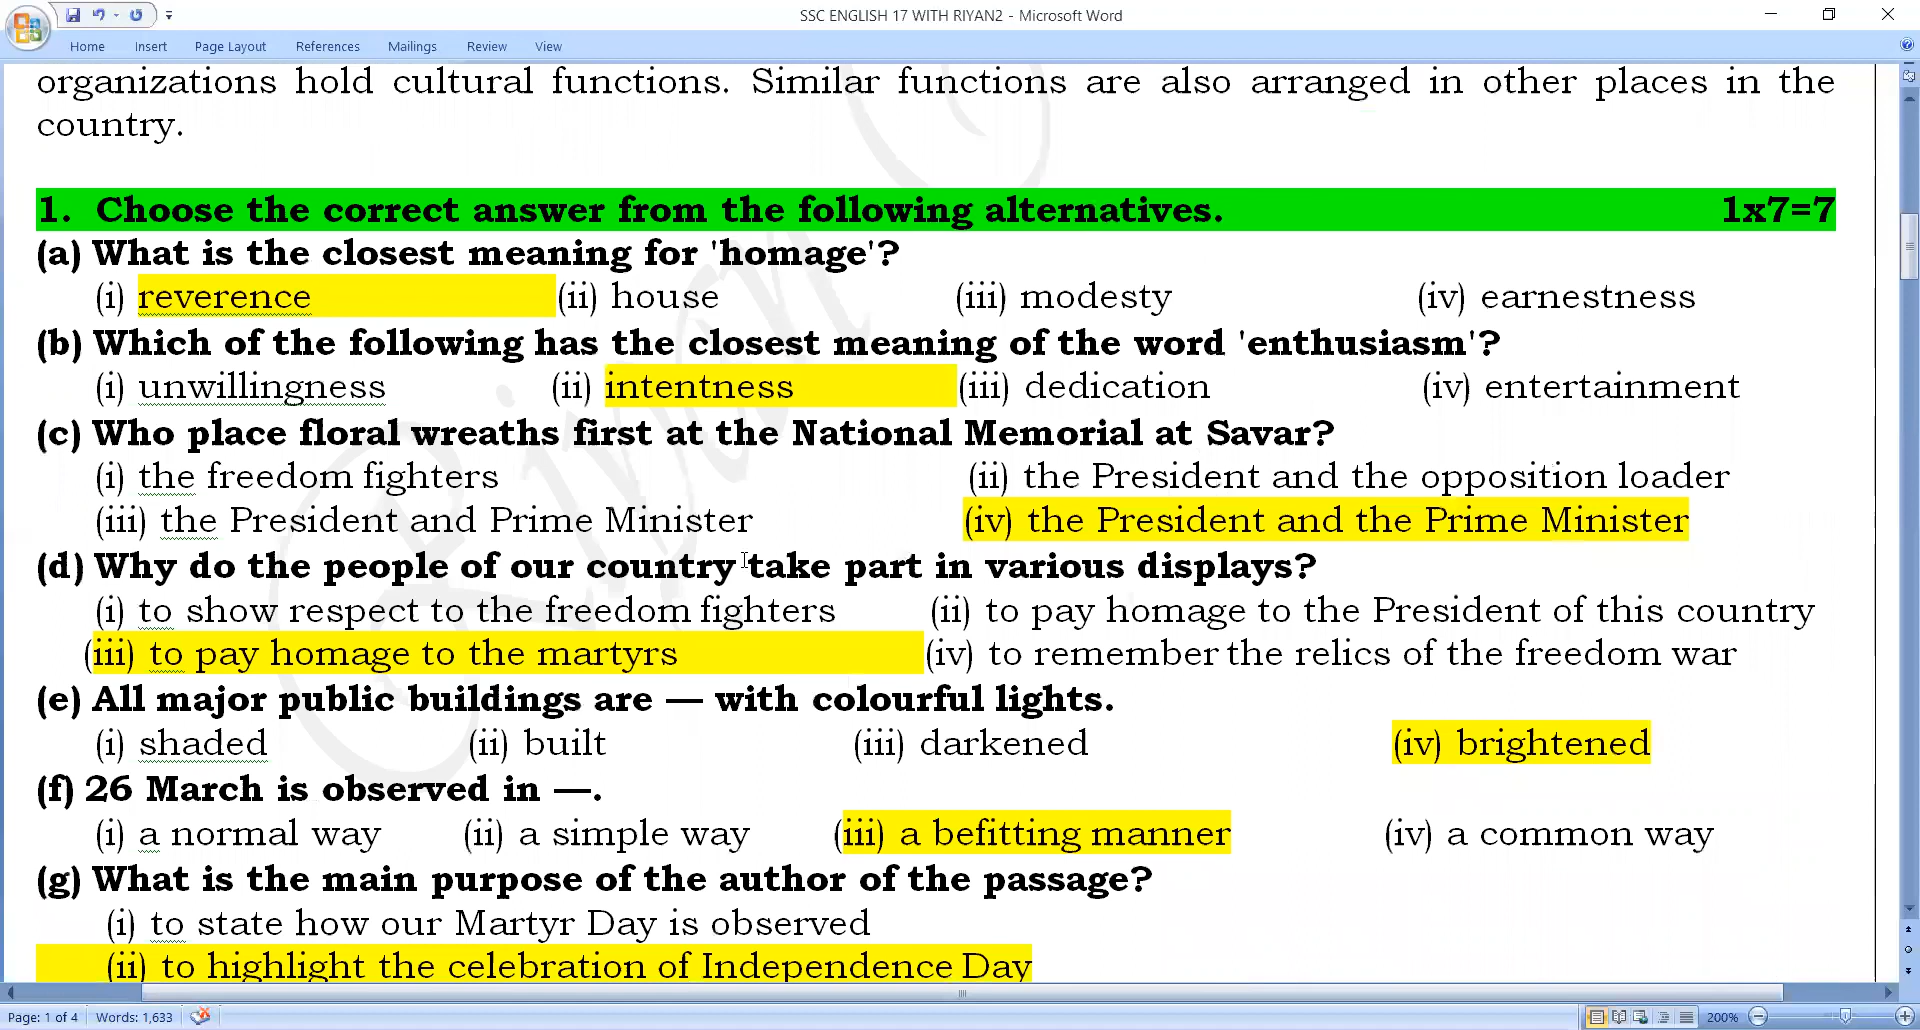 SSC ENGLISH 17 WITH RIYAN2 - Microsoft Word
Home Insert Page Layout References Mailings Review View
organizations hold cultural functions. Similar functions are also arranged in other places in the
country.
1. Choose the correct answer from the following alternatives. 1x7=7
(a) What is the closest meaning for 'homage'?
(i) reverence (ii) house (iii) modesty (iv) earnestness
(b) Which of the following has the closest meaning of the word 'enthusiasm'?
(i) unwillingness (ii) intentness (iii) dedication (iv) entertainment
(c) Who place floral wreaths first at the National Memorial at Savar?
(i) the freedom fighters (ii) the President and the opposition loader
(iii) the President and Prime Minister (iv) the President and the Prime Minister
(d) Why do the people of our country take part in various displays?
(i) to show respect to the freedom fighters (ii) to pay homage to the President of this country
(iii) to pay homage to the martyrs (iv) to remember the relics of the freedom war
(e) All major public buildings are — with colourful lights.
(i) shaded (ii) built (iii) darkened (iv) brightened
(f) 26 March is observed in —.
(i) a normal way (ii) a simple way (iii) a befitting manner (iv) a common way
(g) What is the main purpose of the author of the passage?
(i) to state how our Martyr Day is observed
(ii) to highlight the celebration of Independence Day
Page: 1 of 4 Words: 1,633 200%